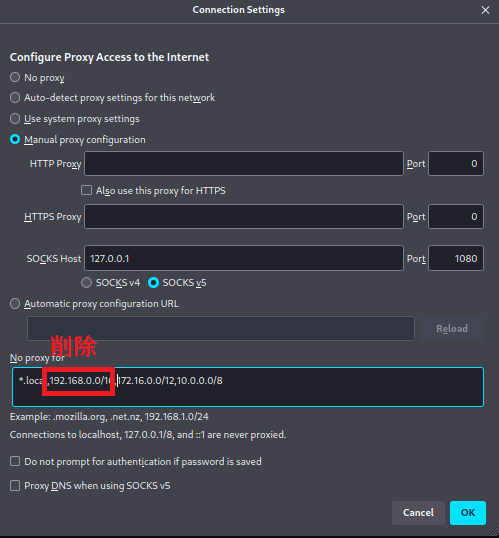 Connection Settings
Configure Proxy Access to the Internet
No proxy
Auto-detect proxy settings for this network
Use system proxy settings
Manual proxy configuration
HTTP Proxy Port 0
Also use this proxy for HTTPS
HTTPS Proxy Port 0
SOCKS Host 127.0.0.1 Port 1080
SOCKS v4 SOCKS v5
Automatic proxy configuration URL
Reload
削除
No proxy for
*.local,192.168.0.0/16,172.16.0.0/12,10.0.0.0/8
Example: .mozilla.org, .net.nz, 192.168.1.0/24
Connections to localhost, 127.0.0.1/8, and ::1 are never proxied.
Do not prompt for authentication if password is saved
Proxy DNS when using SOCKS v5
Cancel OK